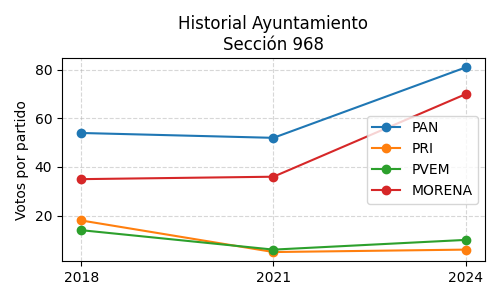 Historial Ayuntamiento
Sección 968
Votos por partido
80
60
40
20
2018
2021
2024
PAN
PRI
PVEM
MORENA